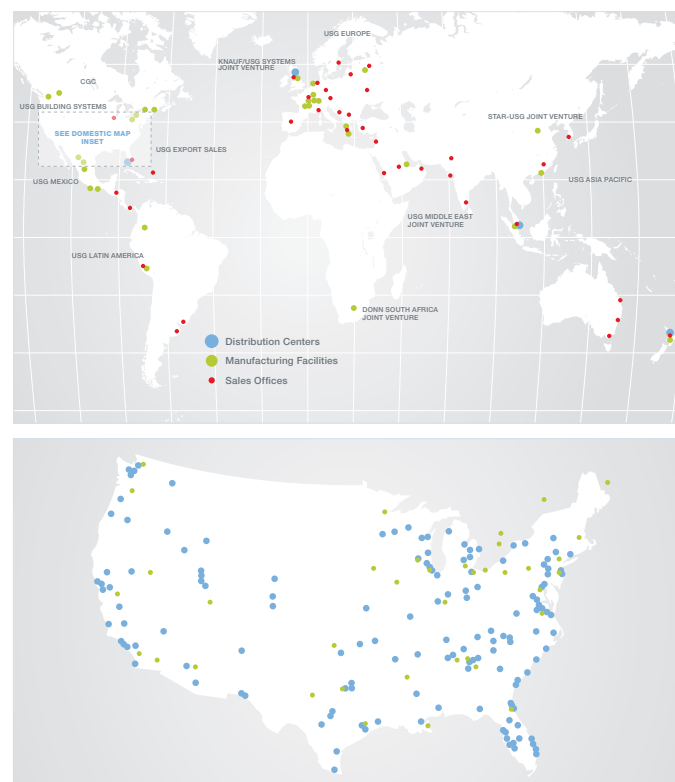 USG EUROPE
KNAUF/USG SYSTEMS
JOINT VENTURE
CGC
USG BUILDING SYSTEMS
STAR-USG JOINT VENTURE
SEE DOMESTIC MAP
INSET
USG EXPORT SALES
USG MEXICO
USG ASIA PACIFIC
USG MIDDLE EAST
JOINT VENTURE
USG LATIN AMERICA
DONN SOUTH AFRICA
JOINT VENTURE
Distribution Centers
Manufacturing Facilities
Sales Offices